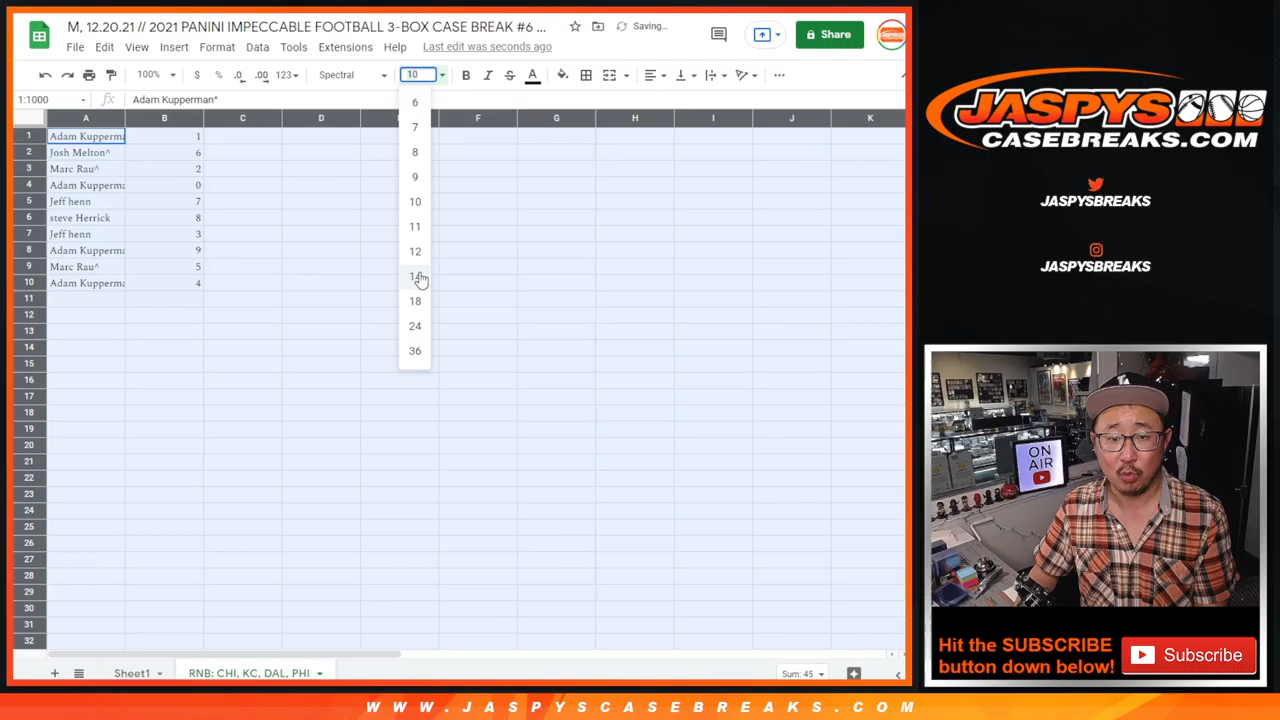 M, 12.20.21 // 2021 PANINI IMPECCABLE FOOTBALL 3-BOX CASE BREAK #6 ...
Saving...
Share
File Edit View Insert Format Data Tools Extensions Help Last edit was seconds ago
100% $ % .0 .00 123 Spectral 10 B I S A
1:1000 fx Adam Kupperman^
A B C D F G H I J K
1 Adam Kupperma 1
2 Josh Melton^ 6
3 Marc Rau^ 2
4 Adam Kupperma 0
5 Jeff henn 7
6 steve Herrick 8
7 Jeff henn 3
8 Adam Kupperma 9
9 Marc Rau^ 5
10 Adam Kupperma 4
11
12
13
14
15
16
17
18
19
20
21
22
23
24
25
26
27
28
29
30
31
32
6
7
8
9
10
11
12
14
18
24
36
+ Sheet1 RNB: CHI, KC, DAL, PHI Sum: 45
JASPYS
CASEBREAKS.COM
JASPYSBREAKS
JASPYSBREAKS
ON
AIR
Hit the SUBSCRIBE
button down below!
Subscribe
WWW.JASPYSCASEBREAKS.COM